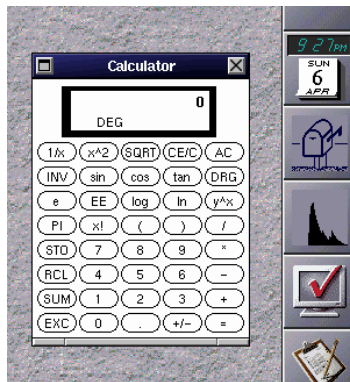 Calculator
0
DEG
1/x x^2 SQRT CE/C AC
INV sin cos tan DRG
e EE log ln y^x
PI x! ( ) /
STO 7 8 9 *
RCL 4 5 6 -
SUM 1 2 3 +
EXC 0 . +/- =
9 27PM
SUN
6
APR